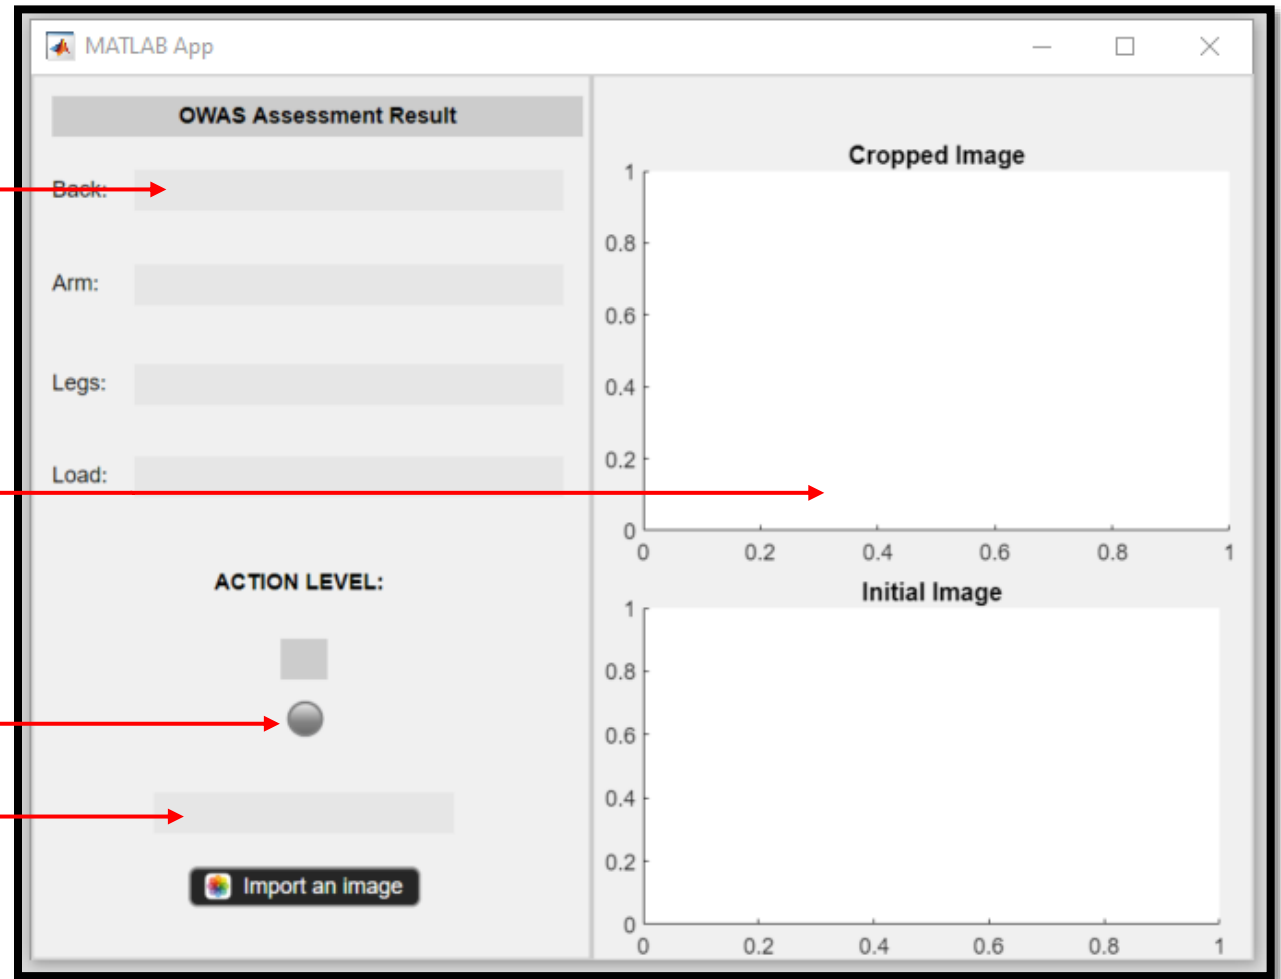 MATLAB App
OWAS Assessment Result
Back:
Arm:
Legs:
Load:
ACTION LEVEL:
Import an image
Cropped Image
1
0.8
0.6
0.4
0.2
0
0 0.2 0.4 0.6 0.8 1
Initial Image
1
0.8
0.6
0.4
0.2
0
0 0.2 0.4 0.6 0.8 1